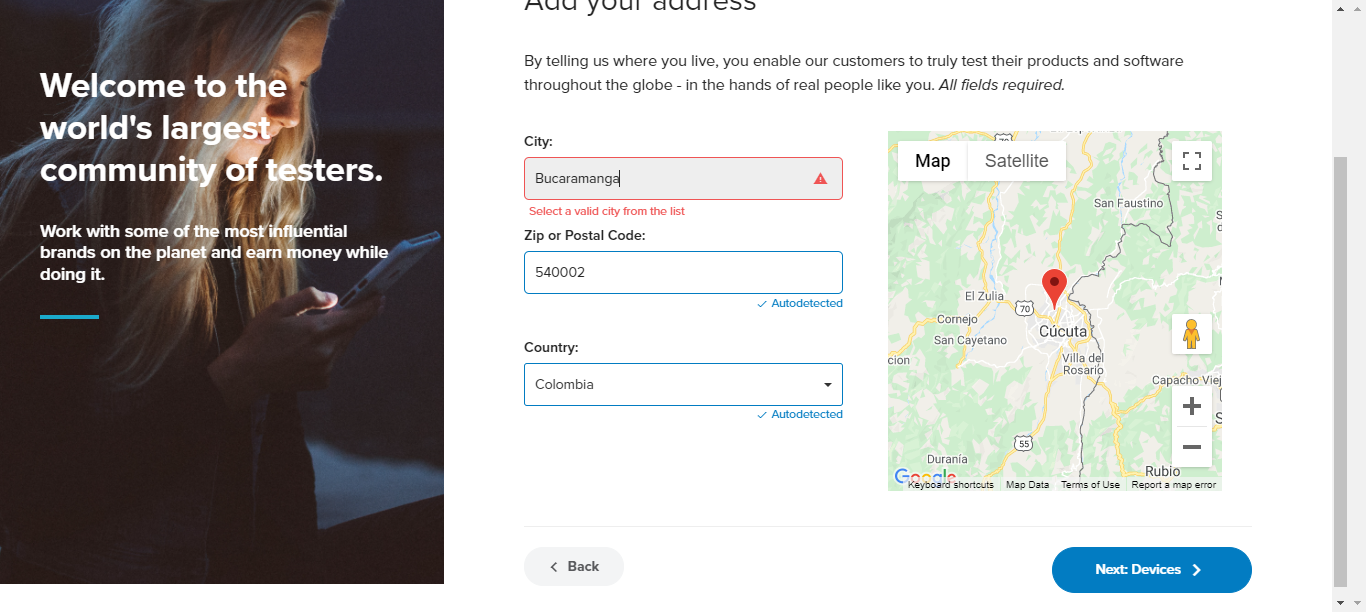 Add your address
Welcome to the
world's largest
community of testers.
Work with some of the most influential
brands on the planet and earn money while
doing it.
By telling us where you live, you enable our customers to truly test their products and software
throughout the globe - in the hands of real people like you. All fields required.
City:
Bucaramanga
Select a valid city from the list
Zip or Postal Code:
540002
Autodetected
Country:
Colombia
Autodetected
Map
Satellite
San Faustino
El Zulia
70
Cornejo
Cúcuta
San Cayetano
Villa del
Rosario
cion
Capacho Viej
55
Durania
Rubio
Google
Keyboard shortcuts
Map Data
Terms of Use
Report a map error
Back
Next: Devices